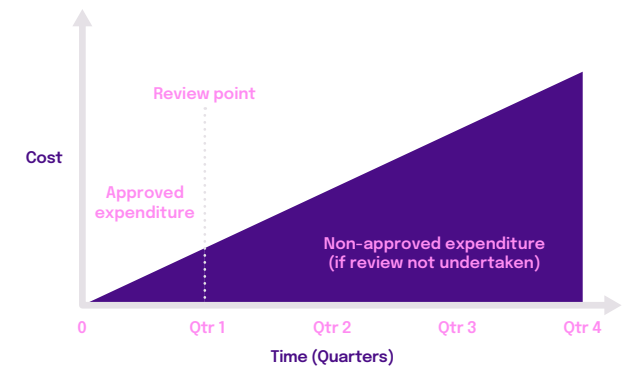 Review point
Cost
Approved
expenditure
Non-approved expenditure
(if review not undertaken)
0
Qtr 1
Qtr 2
Qtr 3
Qtr 4
Time (Quarters)